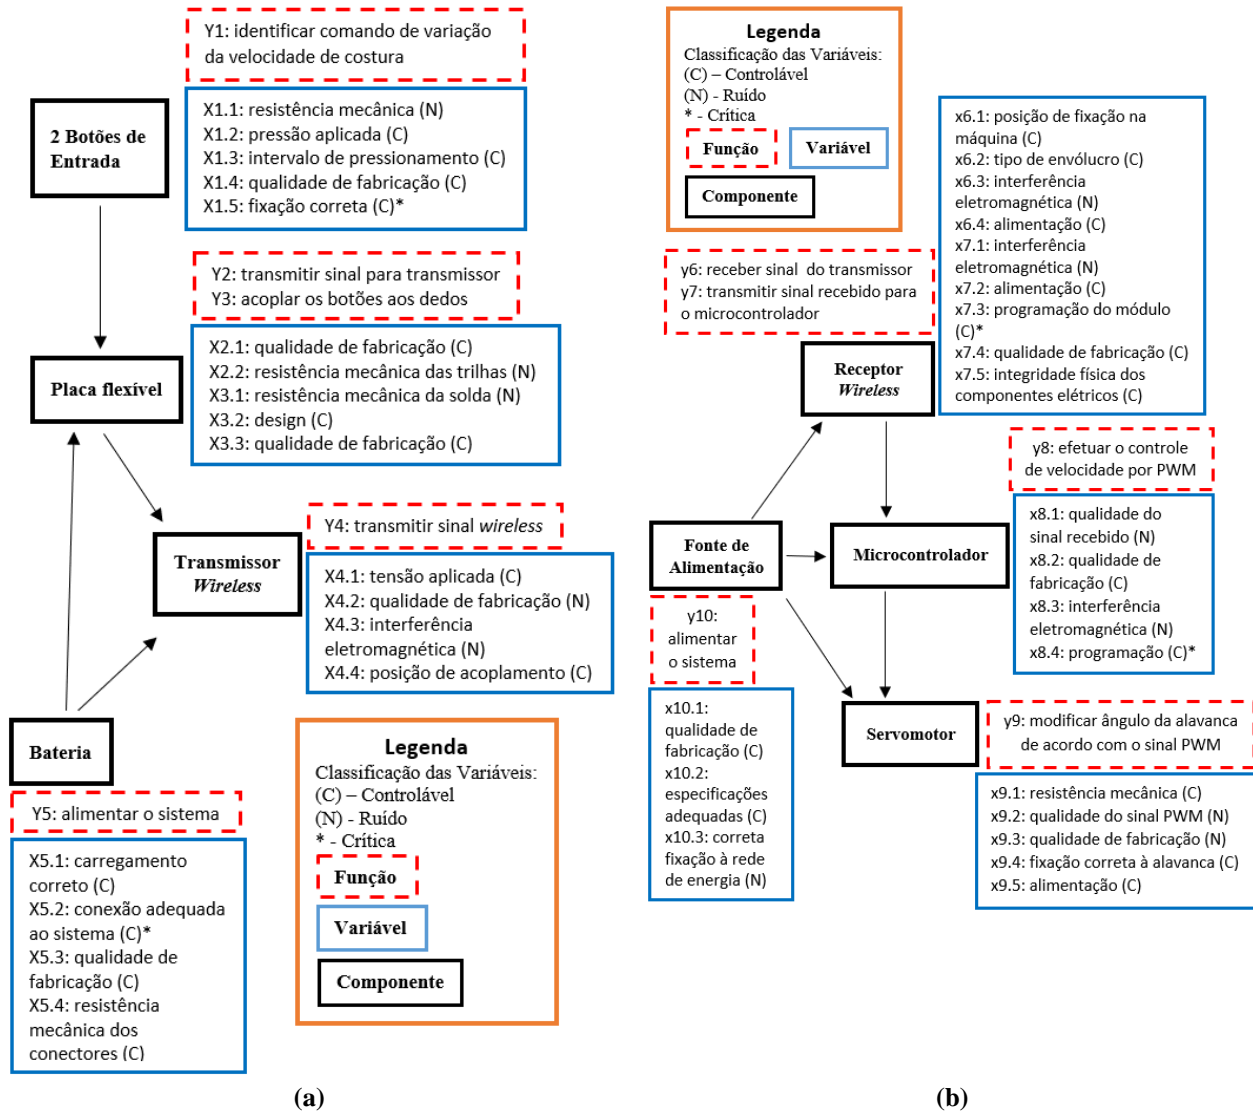 Y1: identificar comando de variação
da velocidade de costura
2 Botões de
Entrada
X1.1: resistência mecânica (N)
X1.2: pressão aplicada (C)
X1.3: intervalo de pressionamento (C)
X1.4: qualidade de fabricação (C)
X1.5: fixação correta (C)*
Y2: transmitir sinal para transmissor
Y3: acoplar os botões aos dedos
Placa flexível
X2.1: qualidade de fabricação (C)
X2.2: resistência mecânica das trilhas (N)
X3.1: resistência mecânica da solda (N)
X3.2: design (C)
X3.3: qualidade de fabricação (C)
Y4: transmitir sinal wireless
Transmissor
Wireless
X4.1: tensão aplicada (C)
X4.2: qualidade de fabricação (N)
X4.3: interferência
eletromagnética (N)
X4.4: posição de acoplamento (C)
Bateria
Y5: alimentar o sistema
X5.1: carregamento
correto (C)
X5.2: conexão adequada
ao sistema (C)*
X5.3: qualidade de
fabricação (C)
X5.4: resistência
mecânica dos
conectores (C)
Legenda
Classificação das Variáveis:
(C) – Controlável
(N) - Ruído
* - Crítica
Função
Variável
Componente
(a)
Legenda
Classificação das Variáveis:
(C) – Controlável
(N) - Ruído
* - Crítica
Função
Variável
Componente
x6.1: posição de fixação na
máquina (C)
x6.2: tipo de envólucro (C)
x6.3: interferência
eletromagnética (N)
x6.4: alimentação (C)
x7.1: interferência
eletromagnética (N)
x7.2: alimentação (C)
x7.3: programação do módulo
(C)*
x7.4: qualidade de fabricação (C)
x7.5: integridade física dos
componentes elétricos (C)
y6: receber sinal do transmissor
y7: transmitir sinal recebido para
o microcontrolador
Receptor
Wireless
y8: efetuar o controle
de velocidade por PWM
Fonte de
Alimentação
Microcontrolador
x8.1: qualidade do
sinal recebido (N)
x8.2: qualidade de
fabricação (C)
x8.3: interferência
eletromagnética (N)
x8.4: programação (C)*
y10:
alimentar
o sistema
x10.1:
qualidade de
fabricação (C)
x10.2:
especificações
adequadas (C)
x10.3: correta
fixação à rede
de energia (N)
Servomotor
y9: modificar ângulo da alavanca
de acordo com o sinal PWM
x9.1: resistência mecânica (C)
x9.2: qualidade do sinal PWM (N)
x9.3: qualidade de fabricação (N)
x9.4: fixação correta à alavanca (C)
x9.5: alimentação (C)
(b)